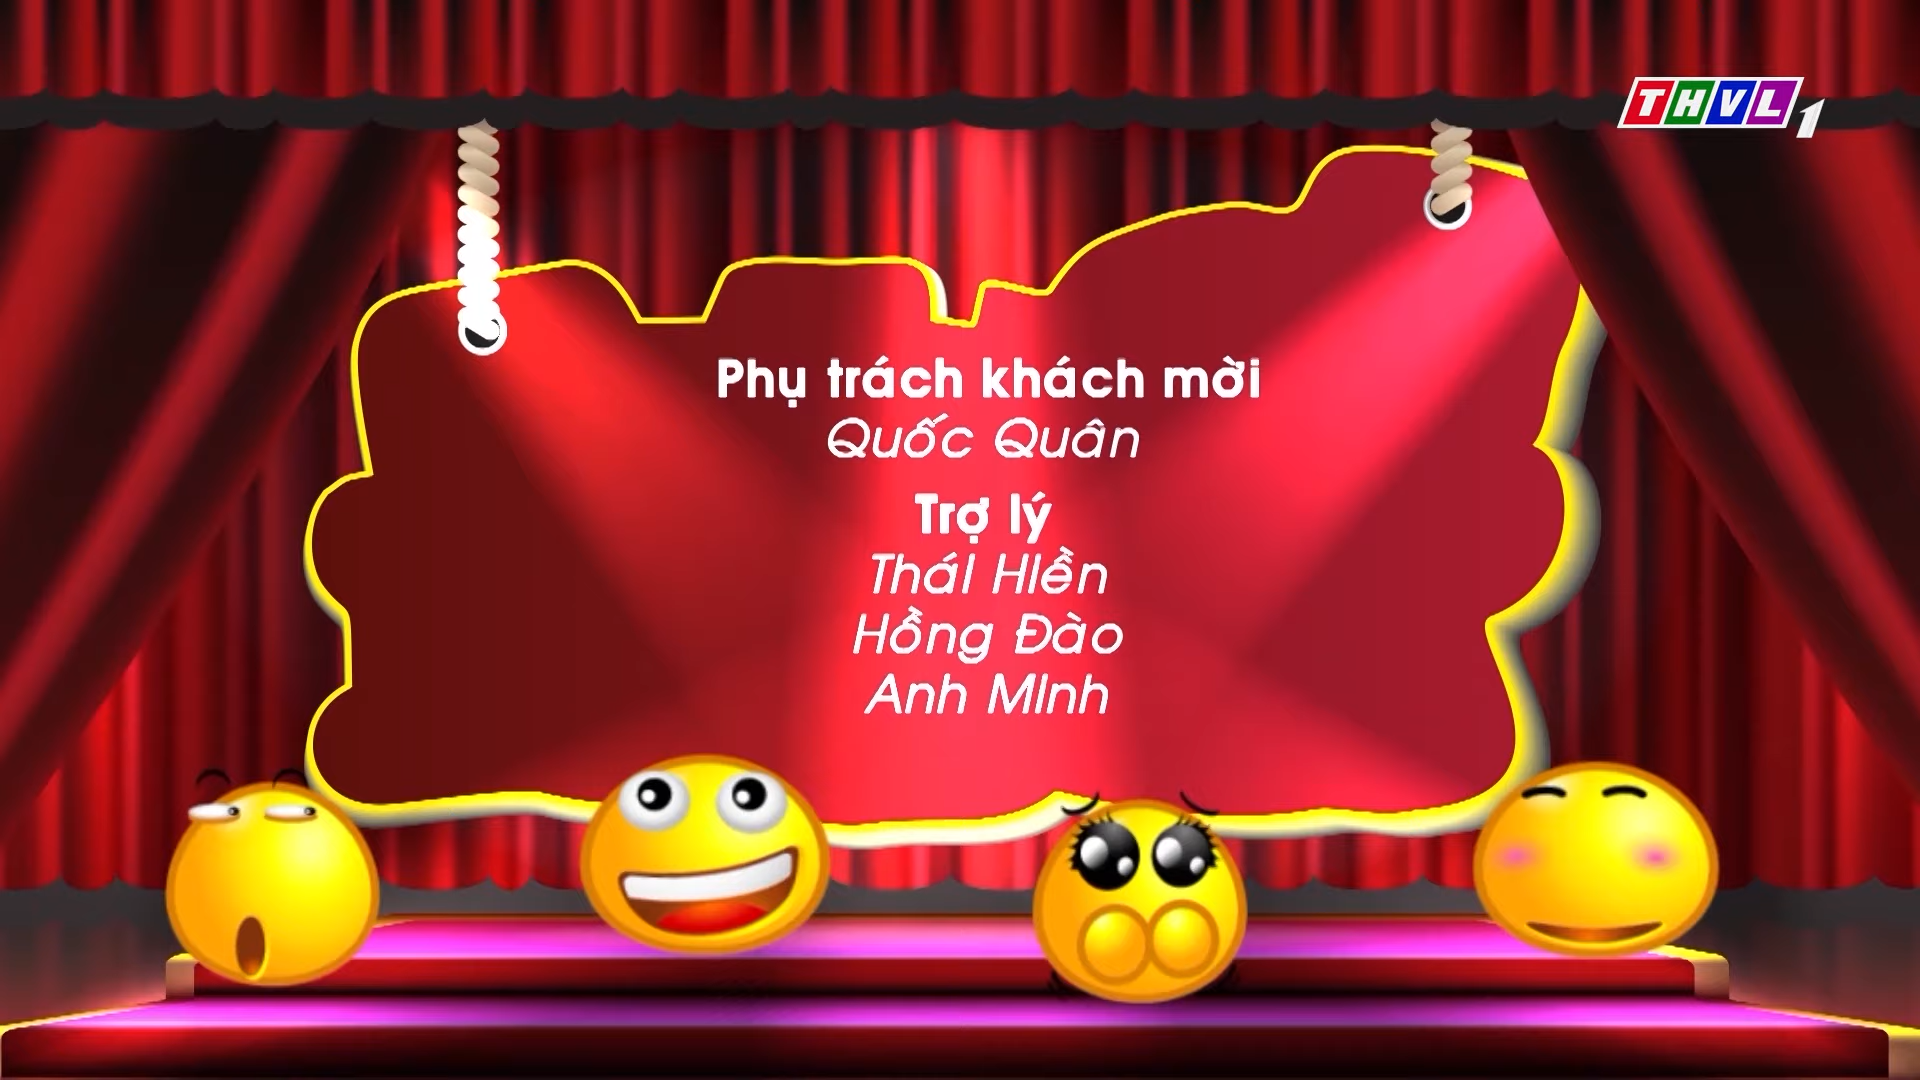 THVL1
Phụ trách khách mời
Quốc Quân
Trợ lý
Thái Hiền
Hồng Đào
Anh Minh